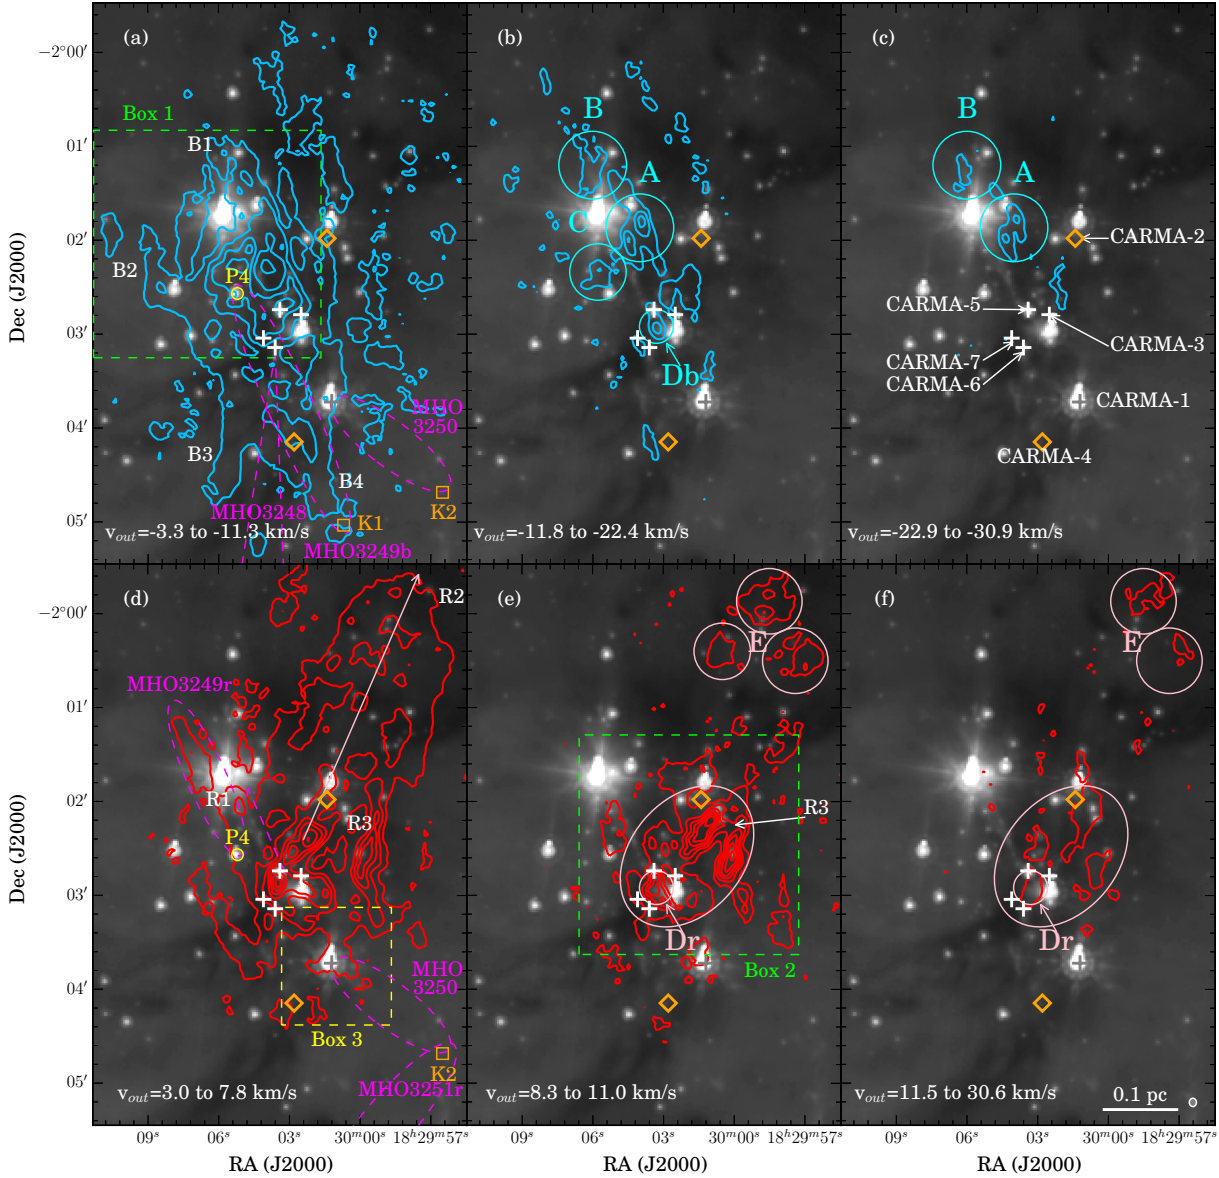 (a)
(b)
(c)
−2°00′
01′
02′
03′
04′
05′
Dec (J2000)
Box 1
B1
B2
P4
B3
B4
MHO
3250
K2
K1
MHO3248
MHO3249b
v_out=-3.3 to -11.3 km/s
B
A
C
Db
v_out=-11.8 to -22.4 km/s
B
A
CARMA-2
CARMA-5
CARMA-3
CARMA-7
CARMA-6
CARMA-1
CARMA-4
v_out=-22.9 to -30.9 km/s
(d)
(e)
(f)
−2°00′
01′
02′
03′
04′
05′
Dec (J2000)
R2
MHO3249r
R1
P4
R3
MHO
3250
Box 3
K2
MHO3251r
v_out=3.0 to 7.8 km/s
E
R3
Dr
Box 2
v_out=8.3 to 11.0 km/s
E
Dr
0.1 pc
v_out=11.5 to 30.6 km/s
09ˢ 06ˢ 03ˢ 30ᵐ00ˢ 18ʰ29ᵐ57ˢ
09ˢ 06ˢ 03ˢ 30ᵐ00ˢ 18ʰ29ᵐ57ˢ
09ˢ 06ˢ 03ˢ 30ᵐ00ˢ 18ʰ29ᵐ57ˢ
RA (J2000)
RA (J2000)
RA (J2000)